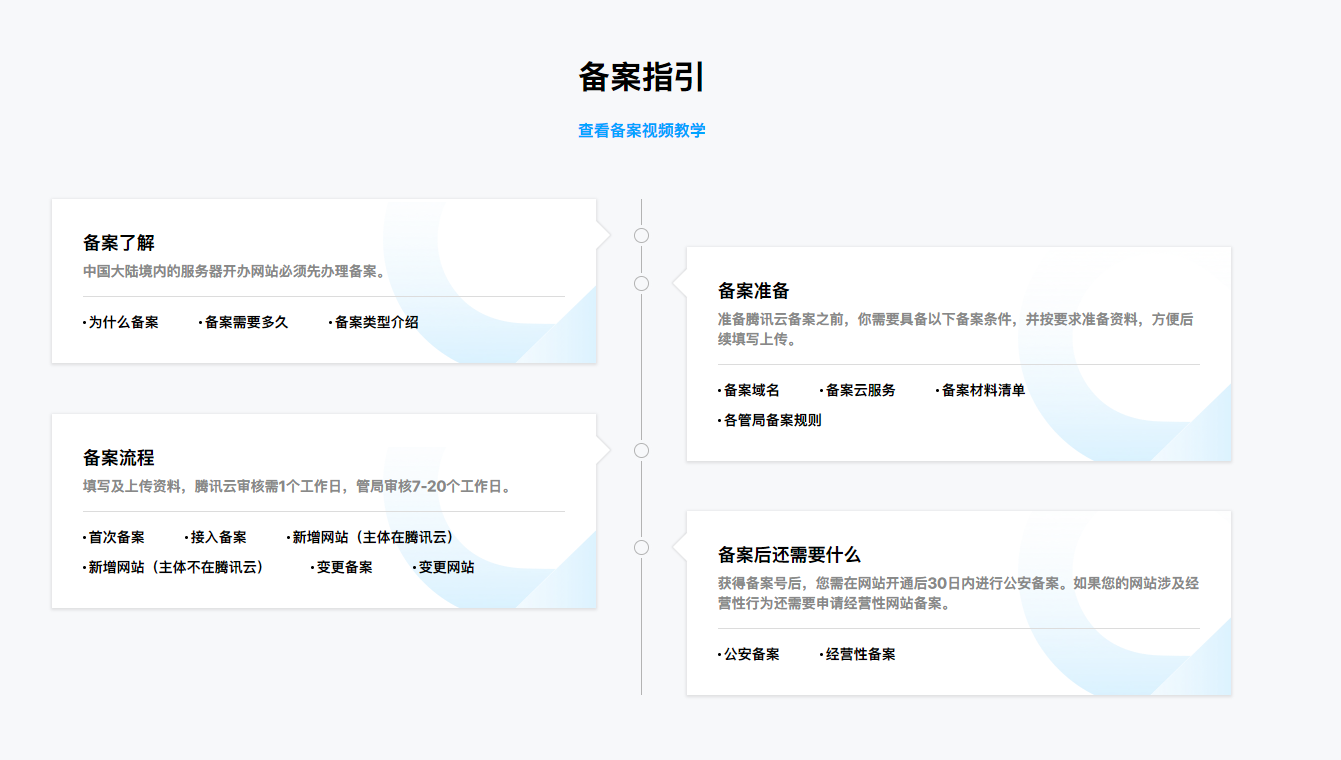 备案指引
查看备案视频教学
备案了解
中国大陆境内的服务器开办网站必须先办理备案。
·为什么备案 ·备案需要多久 ·备案类型介绍
备案准备
准备腾讯云备案之前，你需要具备以下备案条件，并按要求准备资料，方便后
续填写上传。
·备案域名 ·备案云服务 ·备案材料清单
·各管局备案规则
备案流程
填写及上传资料，腾讯云审核需1个工作日，管局审核7-20个工作日。
·首次备案 ·接入备案 ·新增网站（主体在腾讯云）
·新增网站（主体不在腾讯云） ·变更备案 ·变更网站
备案后还需要什么
获得备案号后，您需在网站开通后30日内进行公安备案。如果您的网站涉及经
营性行为还需要申请经营性网站备案。
·公安备案 ·经营性备案